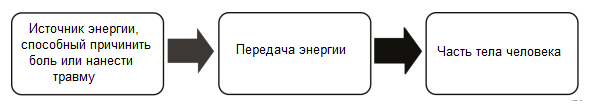 Источник энергии,
способный причинить
боль или нанести
травму
Передача энергии
Часть тела человека